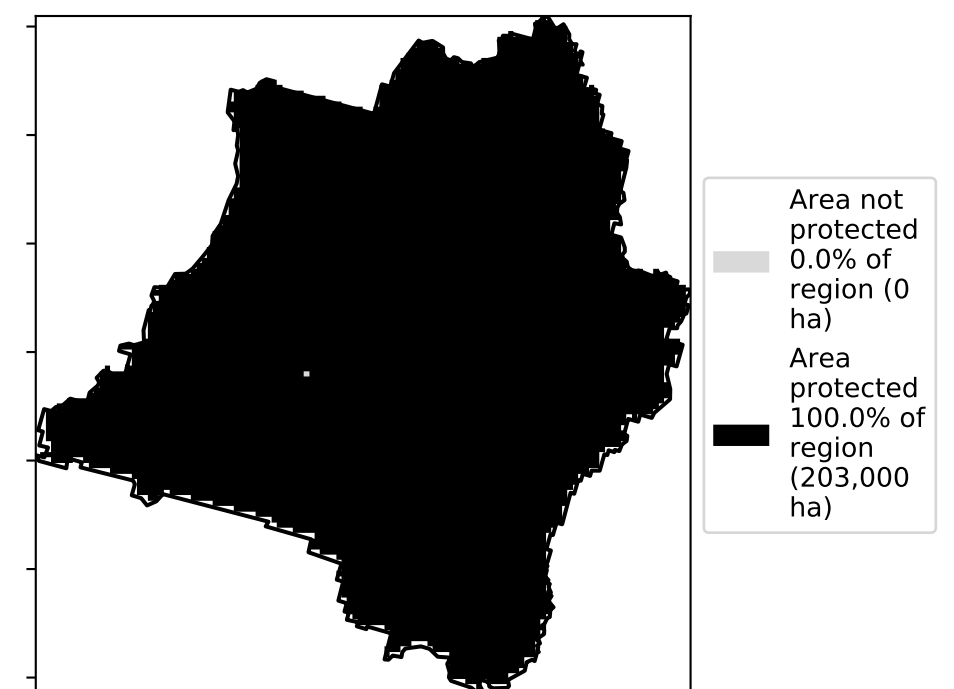 Area not
protected
0.0% of
region (0
ha)
Area
protected
100.0% of
region
(203,000
ha)